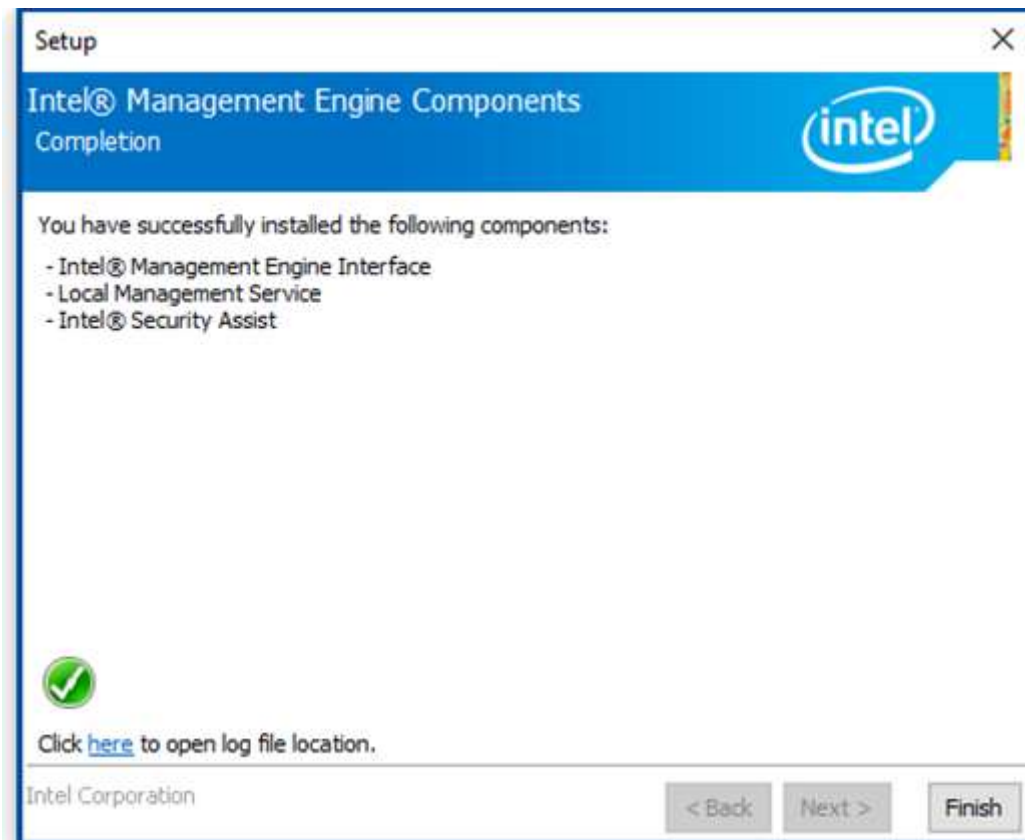 Setup
Intel® Management Engine Components
Completion
intel
You have successfully installed the following components:
- Intel® Management Engine Interface
- Local Management Service
- Intel® Security Assist
Click here to open log file location.
Intel Corporation
< Back Next > Finish